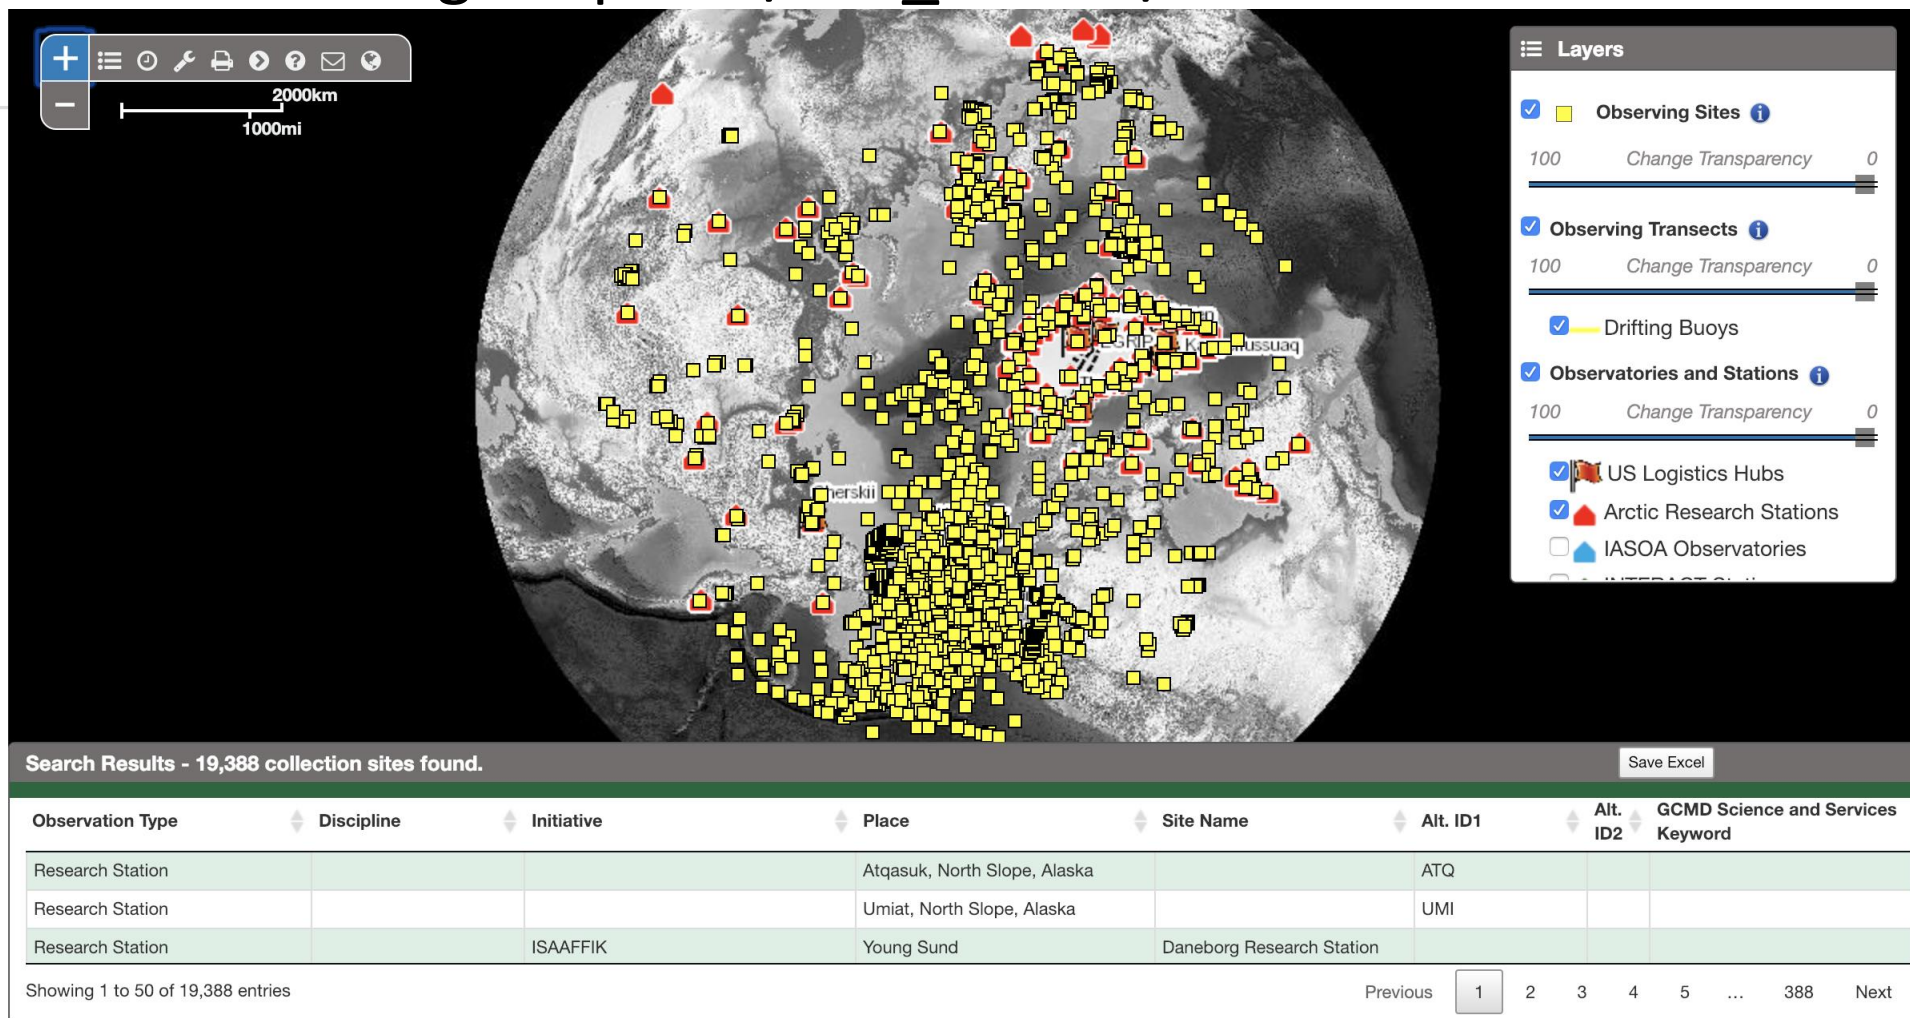 2000km
1000mi
Cherskii
Layers
Observing Sites
100 Change Transparency 0
Observing Transects
100 Change Transparency 0
Drifting Buoys
Observatories and Stations
100 Change Transparency 0
US Logistics Hubs
Arctic Research Stations
IASOA Observatories
Search Results - 19,388 collection sites found.
Save Excel
Observation Type Discipline Initiative Place Site Name Alt. ID1 Alt. ID2 GCMD Science and Services Keyword
Research Station Atqasuk, North Slope, Alaska ATQ
Research Station Umiat, North Slope, Alaska UMI
Research Station ISAAFFIK Young Sund Daneborg Research Station
Showing 1 to 50 of 19,388 entries
Previous 1 2 3 4 5 ... 388 Next